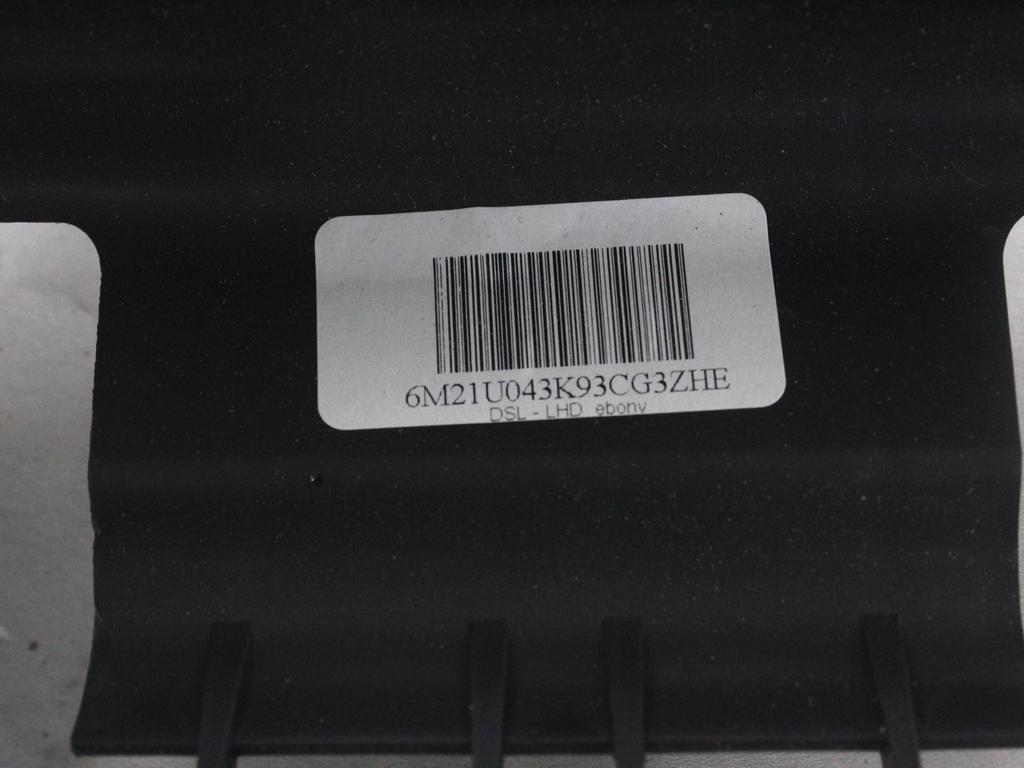 6M21U043K93CG3ZHE
DSL - LHD ebony